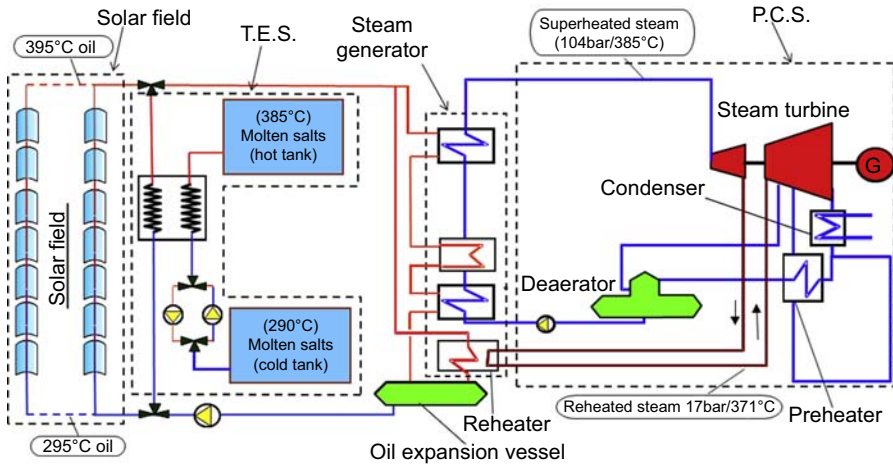 Solar field
395°C oil
T.E.S.
Steam
generator
Superheated steam
(104bar/385°C)
P.C.S.
(385°C)
Molten salts
(hot tank)
Steam turbine
G
Condenser
Solar field
Deaerator
(290°C)
Molten salts
(cold tank)
295°C oil
Reheater
Oil expansion vessel
Reheated steam 17bar/371°C
Preheater